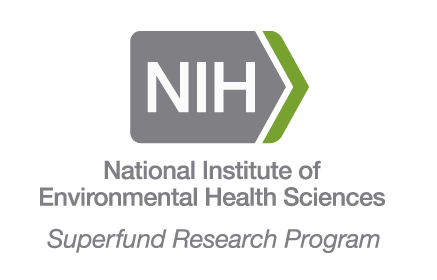 NIH
National Institute of
Environmental Health Sciences
Superfund Research Program